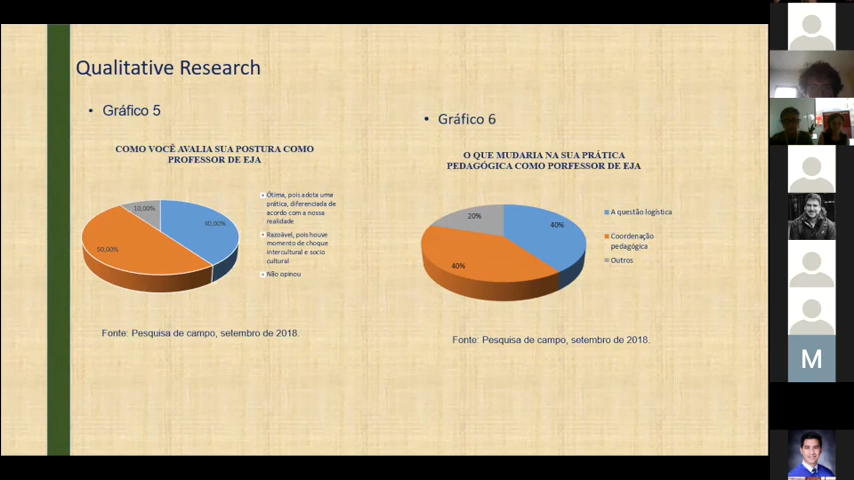 Qualitative Research
• Gráfico 5
COMO VOCÊ AVALIA SUA POSTURA COMO
PROFESSOR DE EJA
10,00%
40,00%
50,00%
Ótima, pois adota uma
prática, diferenciada de
acordo com a nossa
realidade
Razoável, pois houve
momento de choque
intercultural e socio
cultural
Não opinou
Fonte: Pesquisa de campo, setembro de 2018.
• Gráfico 6
O QUE MUDARIA NA SUA PRÁTICA
PEDAGÓGICA COMO PORFESSOR DE EJA
20%
40%
40%
A questão logística
Coordenação
pedagógica
Outros
Fonte: Pesquisa de campo, setembro de 2018.
M